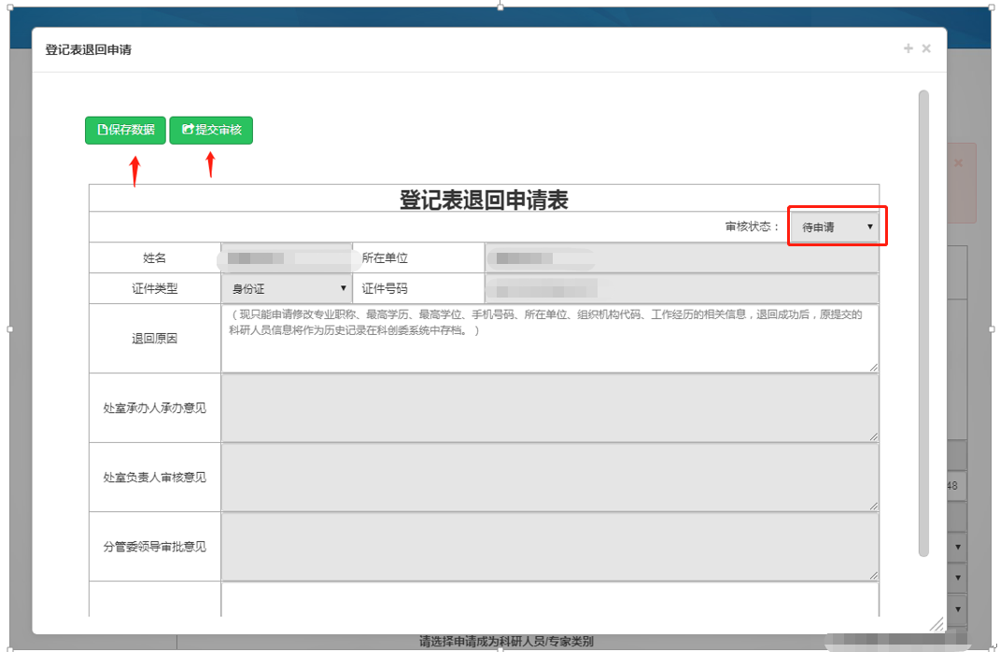 登记表退回申请
保存数据 提交审核
登记表退回申请表
审核状态： 待申请
姓名 所在单位
证件类型 身份证 证件号码
退回原因
（现只能申请修改专业职称、最高学历、最高学位、手机号码、所在单位、组织机构代码、工作经历的相关信息，退回成功后，原提交的
科研人员信息将作为历史记录在科创委系统中存档。）
处室承办人承办意见
处室负责人审核意见
48
分管委领导审批意见
请选择申请成为科研人员/专家类别